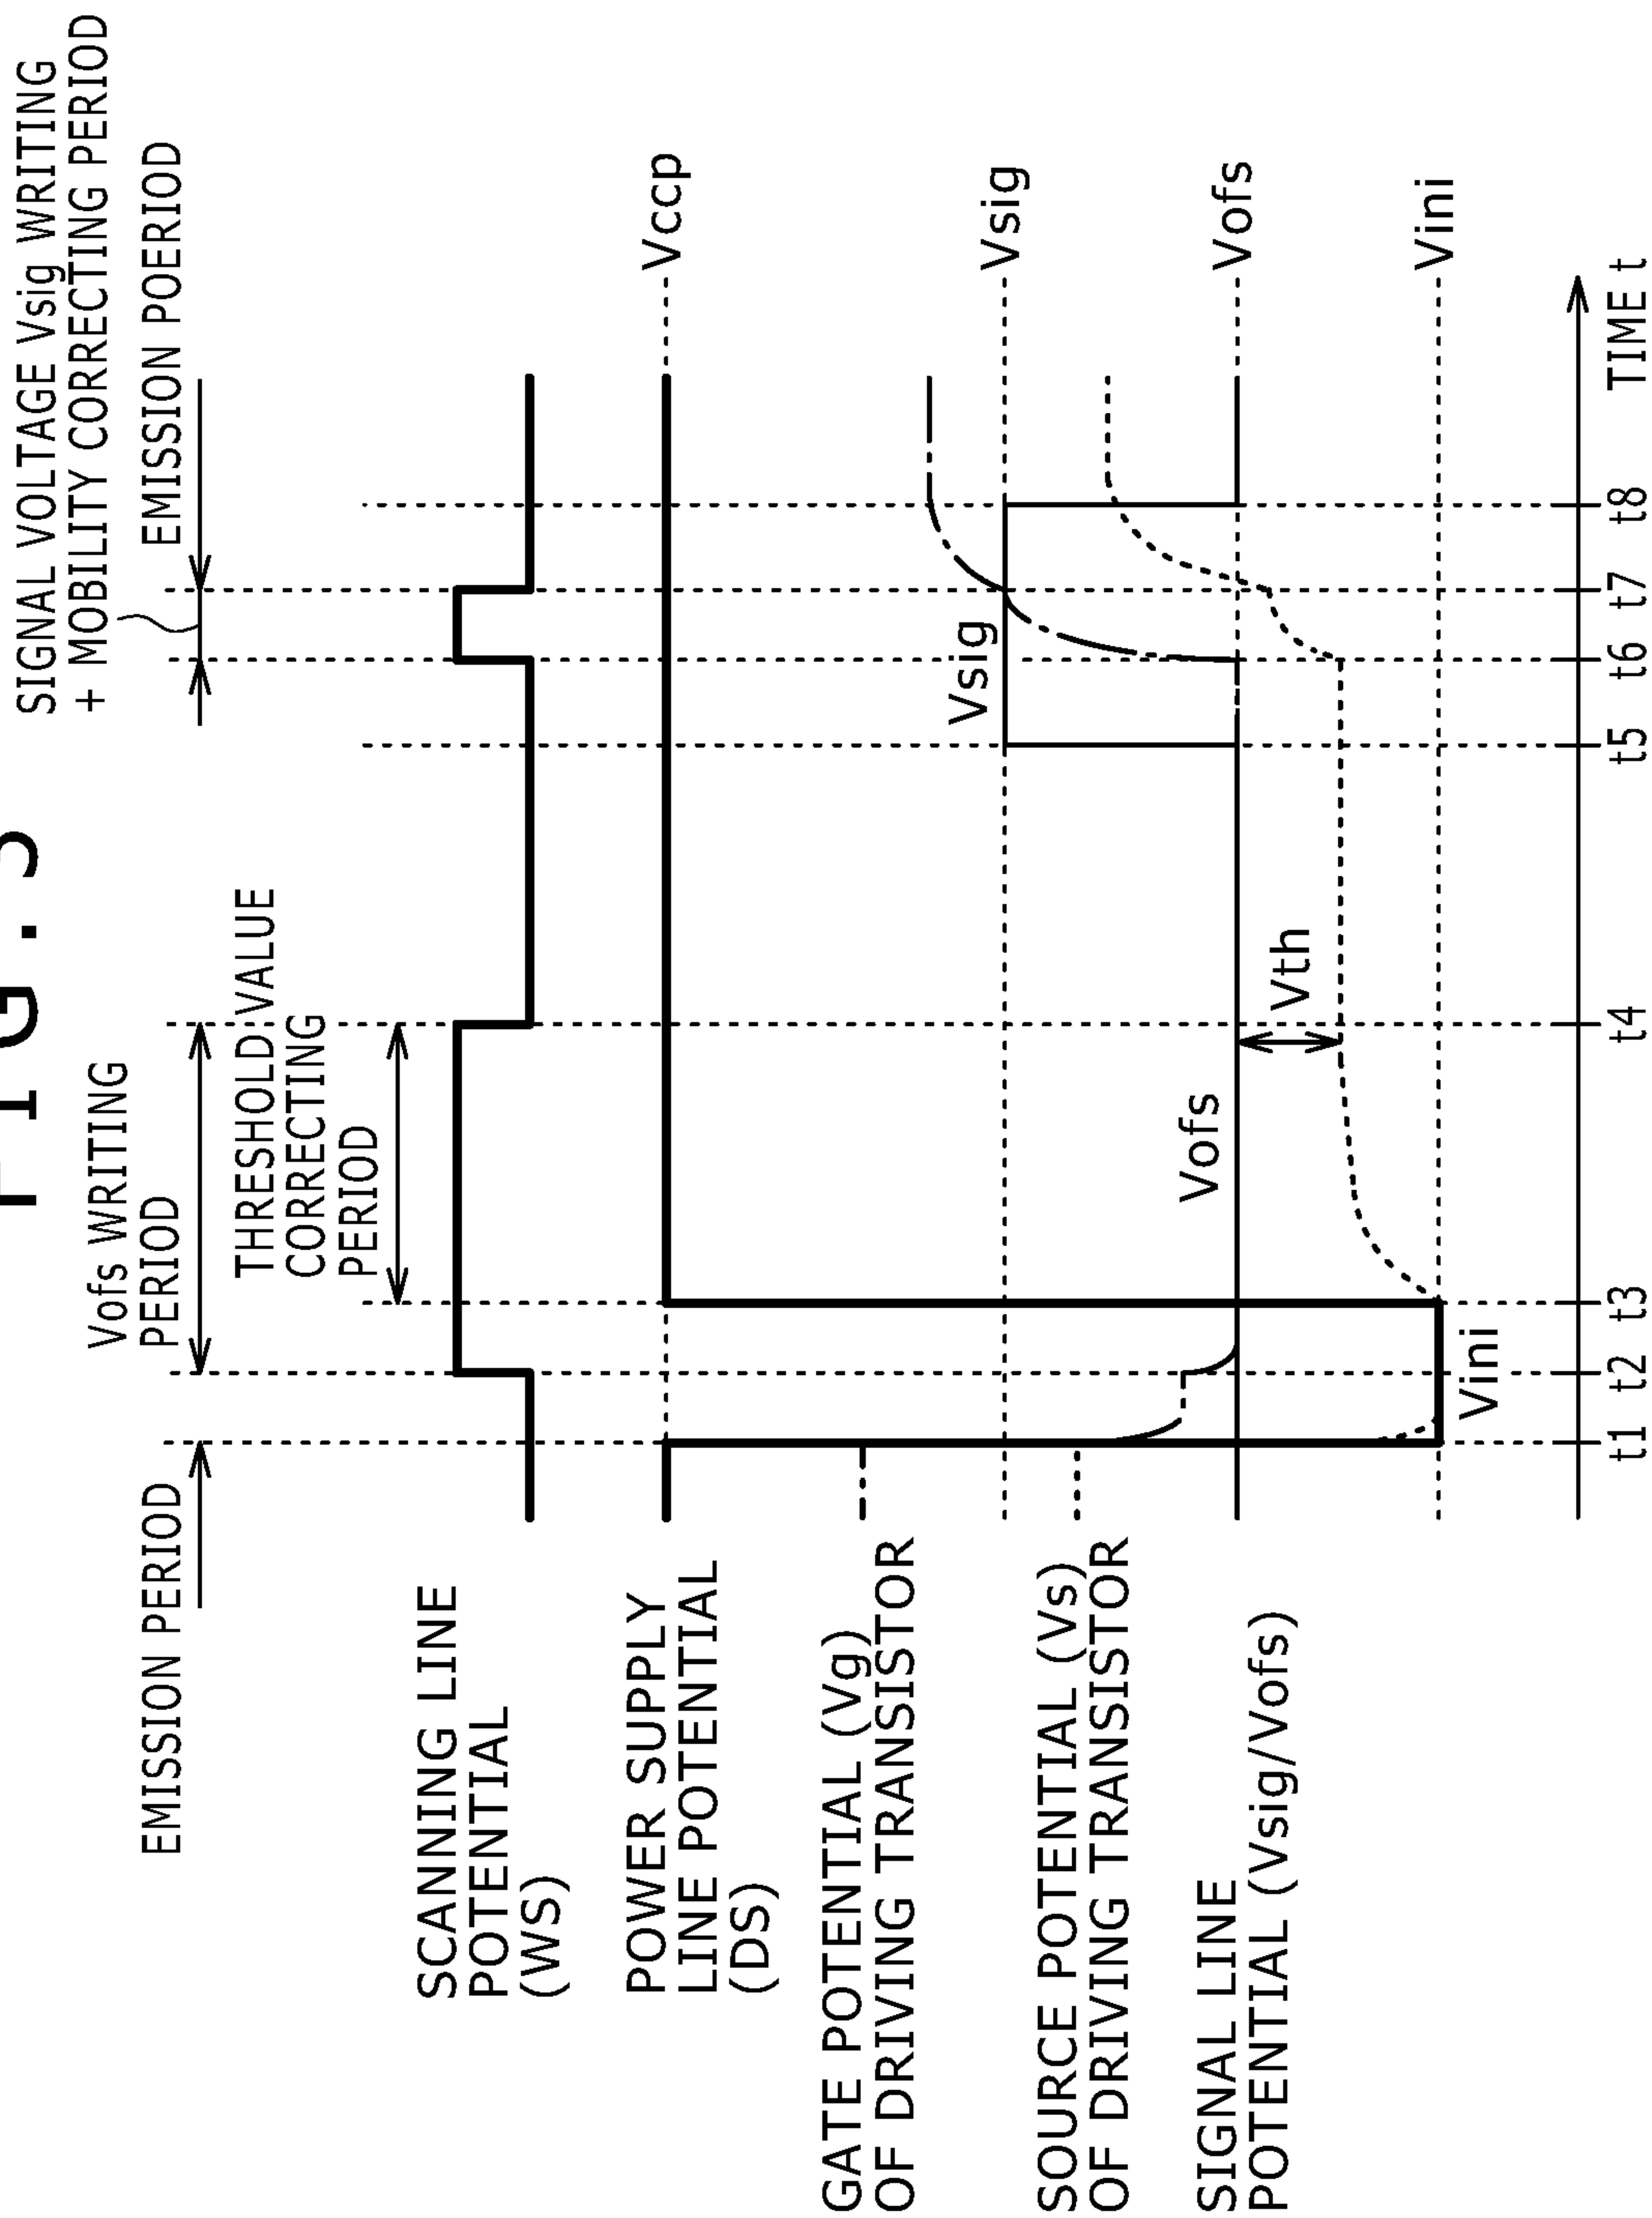 SIGNAL VOLTAGE Vsig WRITING
+ MOBILITY CORRECTING PERIOD
Vofs WRITING
PERIOD
EMISSION PERIOD
EMISSION POERIOD
THRESHOLD VALUE
CORRECTING
PERIOD
SCANNING LINE
POTENTIAL
(WS)
POWER SUPPLY
LINE POTENTIAL
(DS)
Vccp
GATE POTENTIAL (Vg)
OF DRIVING TRANSISTOR
Vsig
Vsig
SOURCE POTENTIAL (Vs)
OF DRIVING TRANSISTOR
SIGNAL LINE
POTENTIAL (Vsig/Vofs)
Vofs
Vofs
Vth
Vini
Vini
t1 t2 t3 t4 t5 t6 t7 t8 TIME t